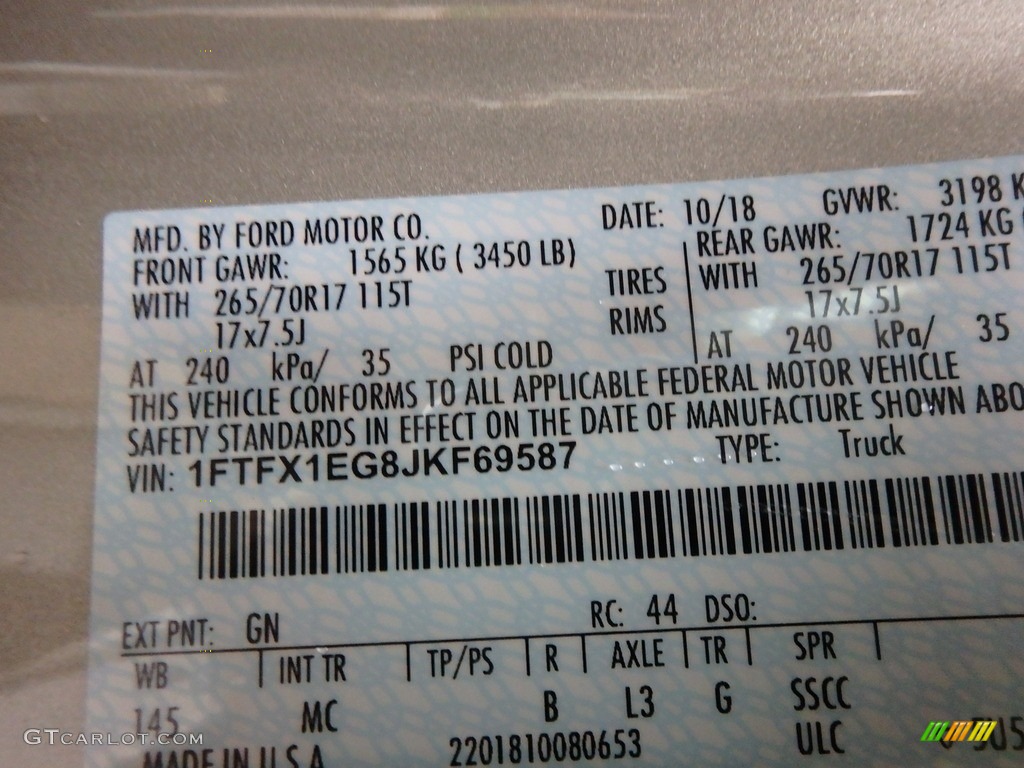 MFD. BY FORD MOTOR CO. DATE: 10/18 GVWR: 3198 K
FRONT GAWR: 1565 KG ( 3450 LB) REAR GAWR: 1724 KG
WITH 265/70R17 115T TIRES WITH 265/70R17 115T
17x7.5J RIMS 17x7.5J
AT 240 kPa/ 35 PSI COLD AT 240 kPa/ 35
THIS VEHICLE CONFORMS TO ALL APPLICABLE FEDERAL MOTOR VEHICLE
SAFETY STANDARDS IN EFFECT ON THE DATE OF MANUFACTURE SHOWN ABO
VIN: 1FTFX1EG8JKF69587 TYPE: Truck
EXT PNT: GN RC: 44 DSO:
WB INT TR TP/PS R AXLE TR SPR
145 MC B L3 G SSCC
MADE IN U.S.A 2201810080653 ULC
GTCARLOT.COM